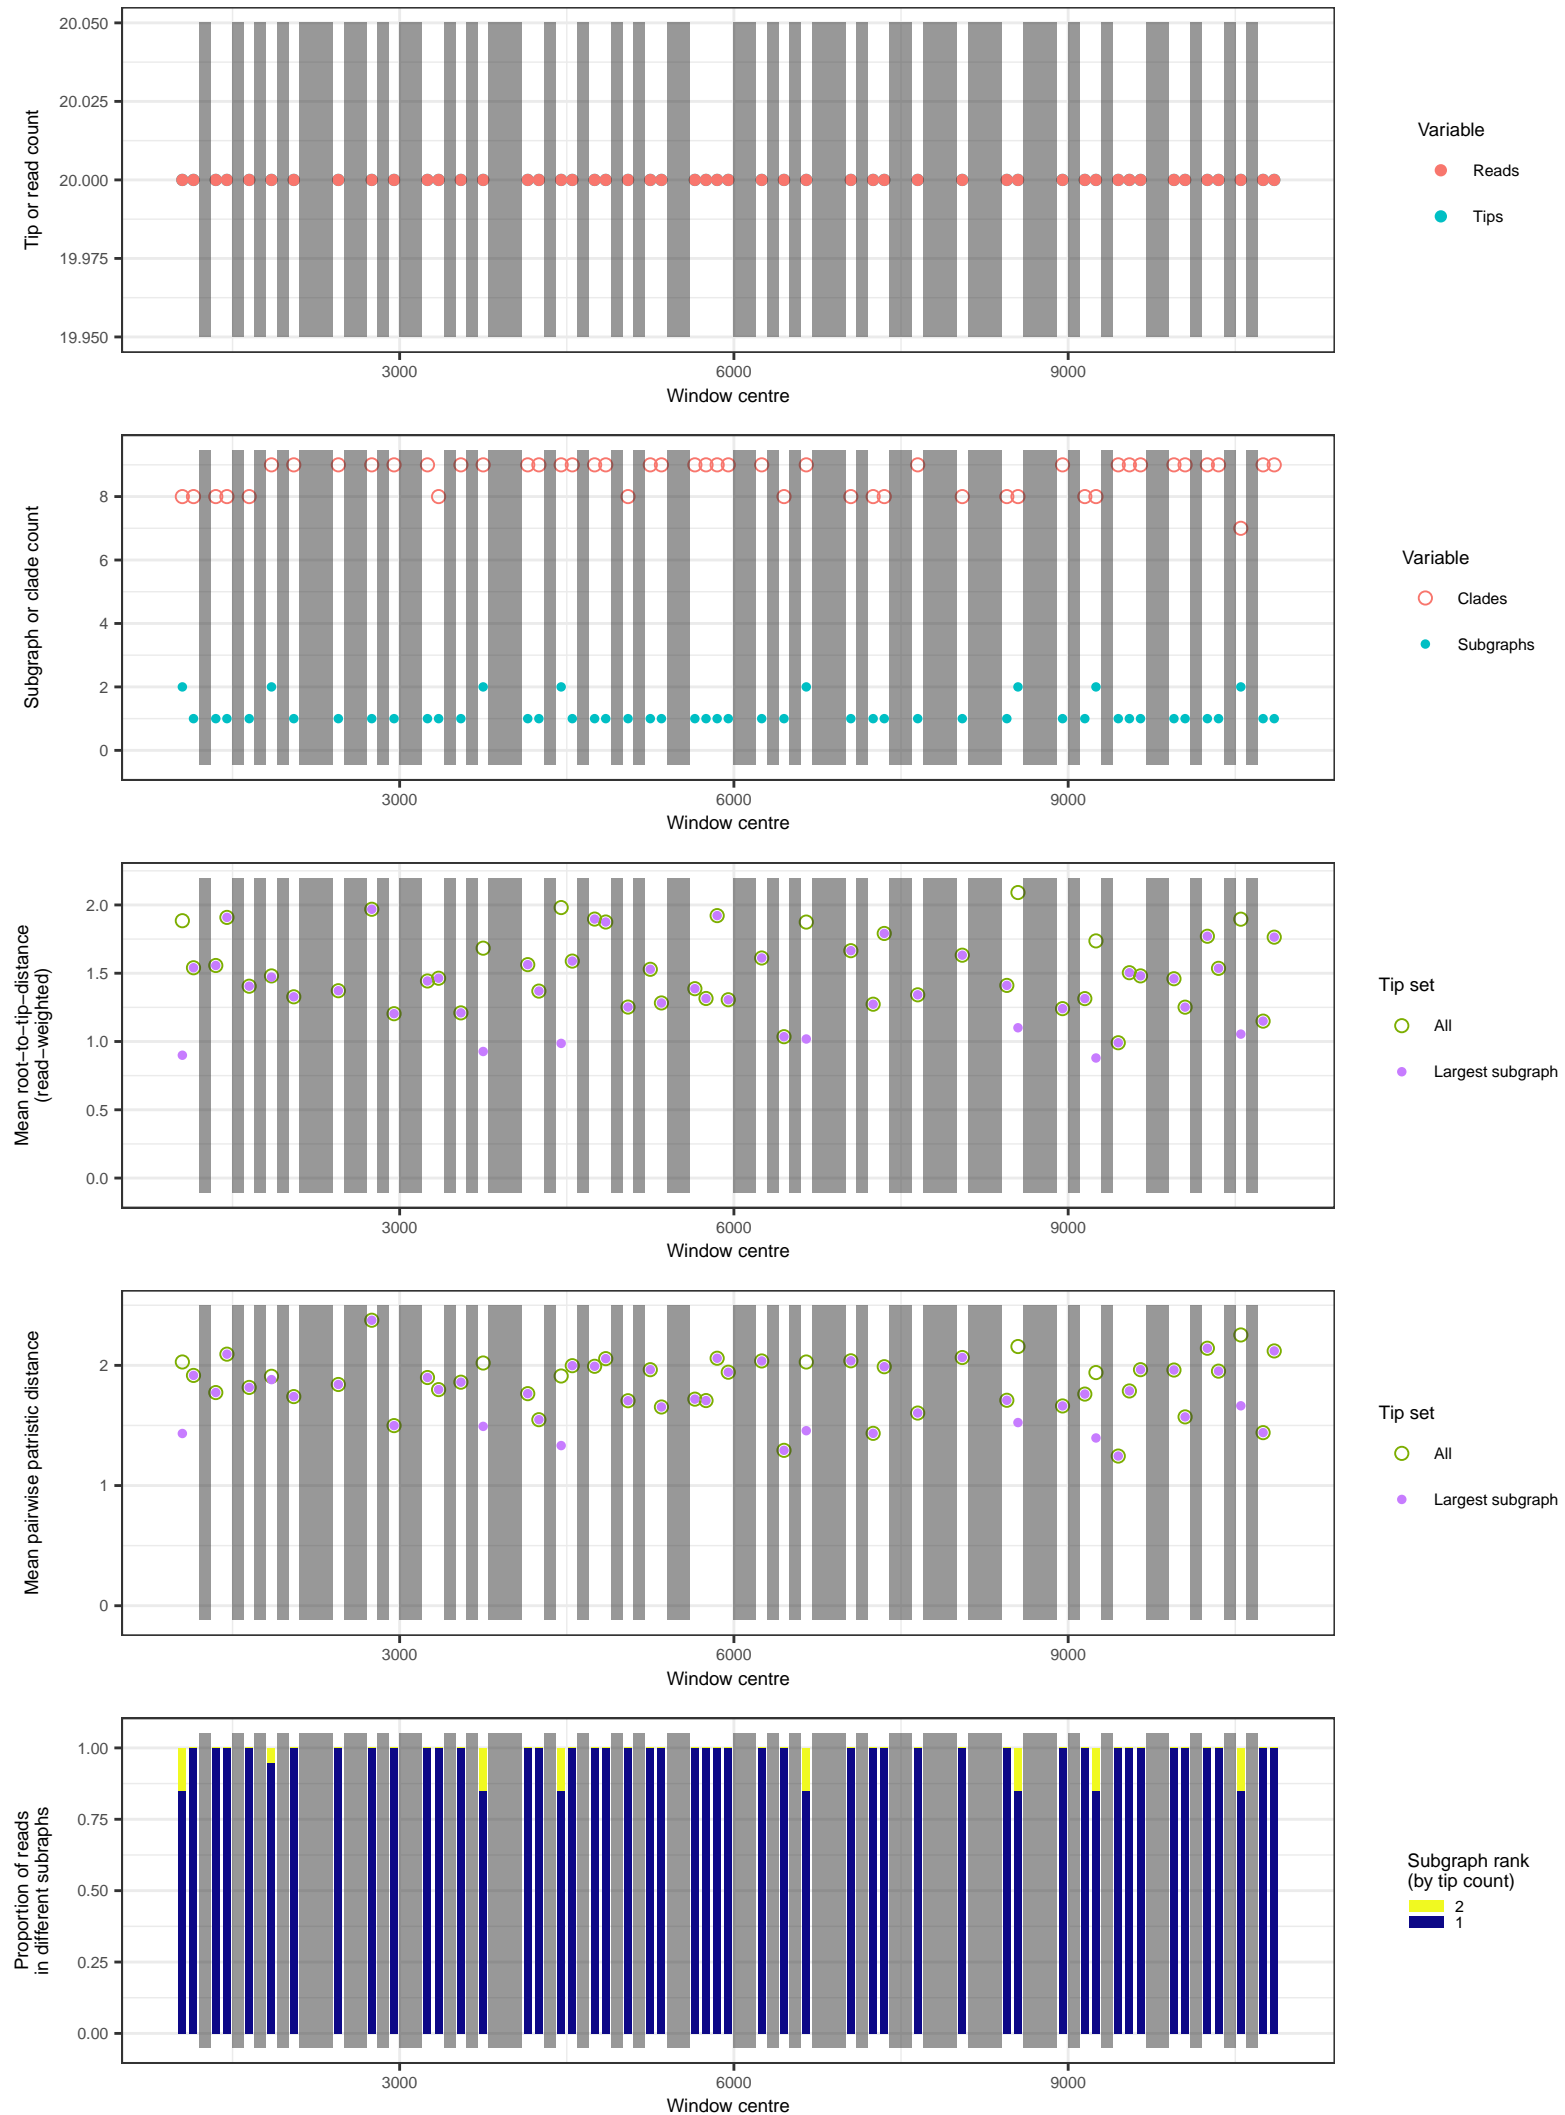 20.050
20.025
20.000
19.975
19.950
Tip or read count
3000 6000 9000
Window centre
Variable
Reads
Tips
8
6
4
2
0
Subgraph or clade count
3000 6000 9000
Window centre
Variable
Clades
Subgraphs
2.0
1.5
1.0
0.5
0.0
Mean root−to−tip−distance
(read−weighted)
3000 6000 9000
Window centre
Tip set
All
Largest subgraph
2
1
0
Mean pairwise patristic distance
3000 6000 9000
Window centre
Tip set
All
Largest subgraph
1.00
0.75
0.50
0.25
0.00
Proportion of reads
in different subraphs
3000 6000 9000
Window centre
Subgraph rank
(by tip count)
2
1